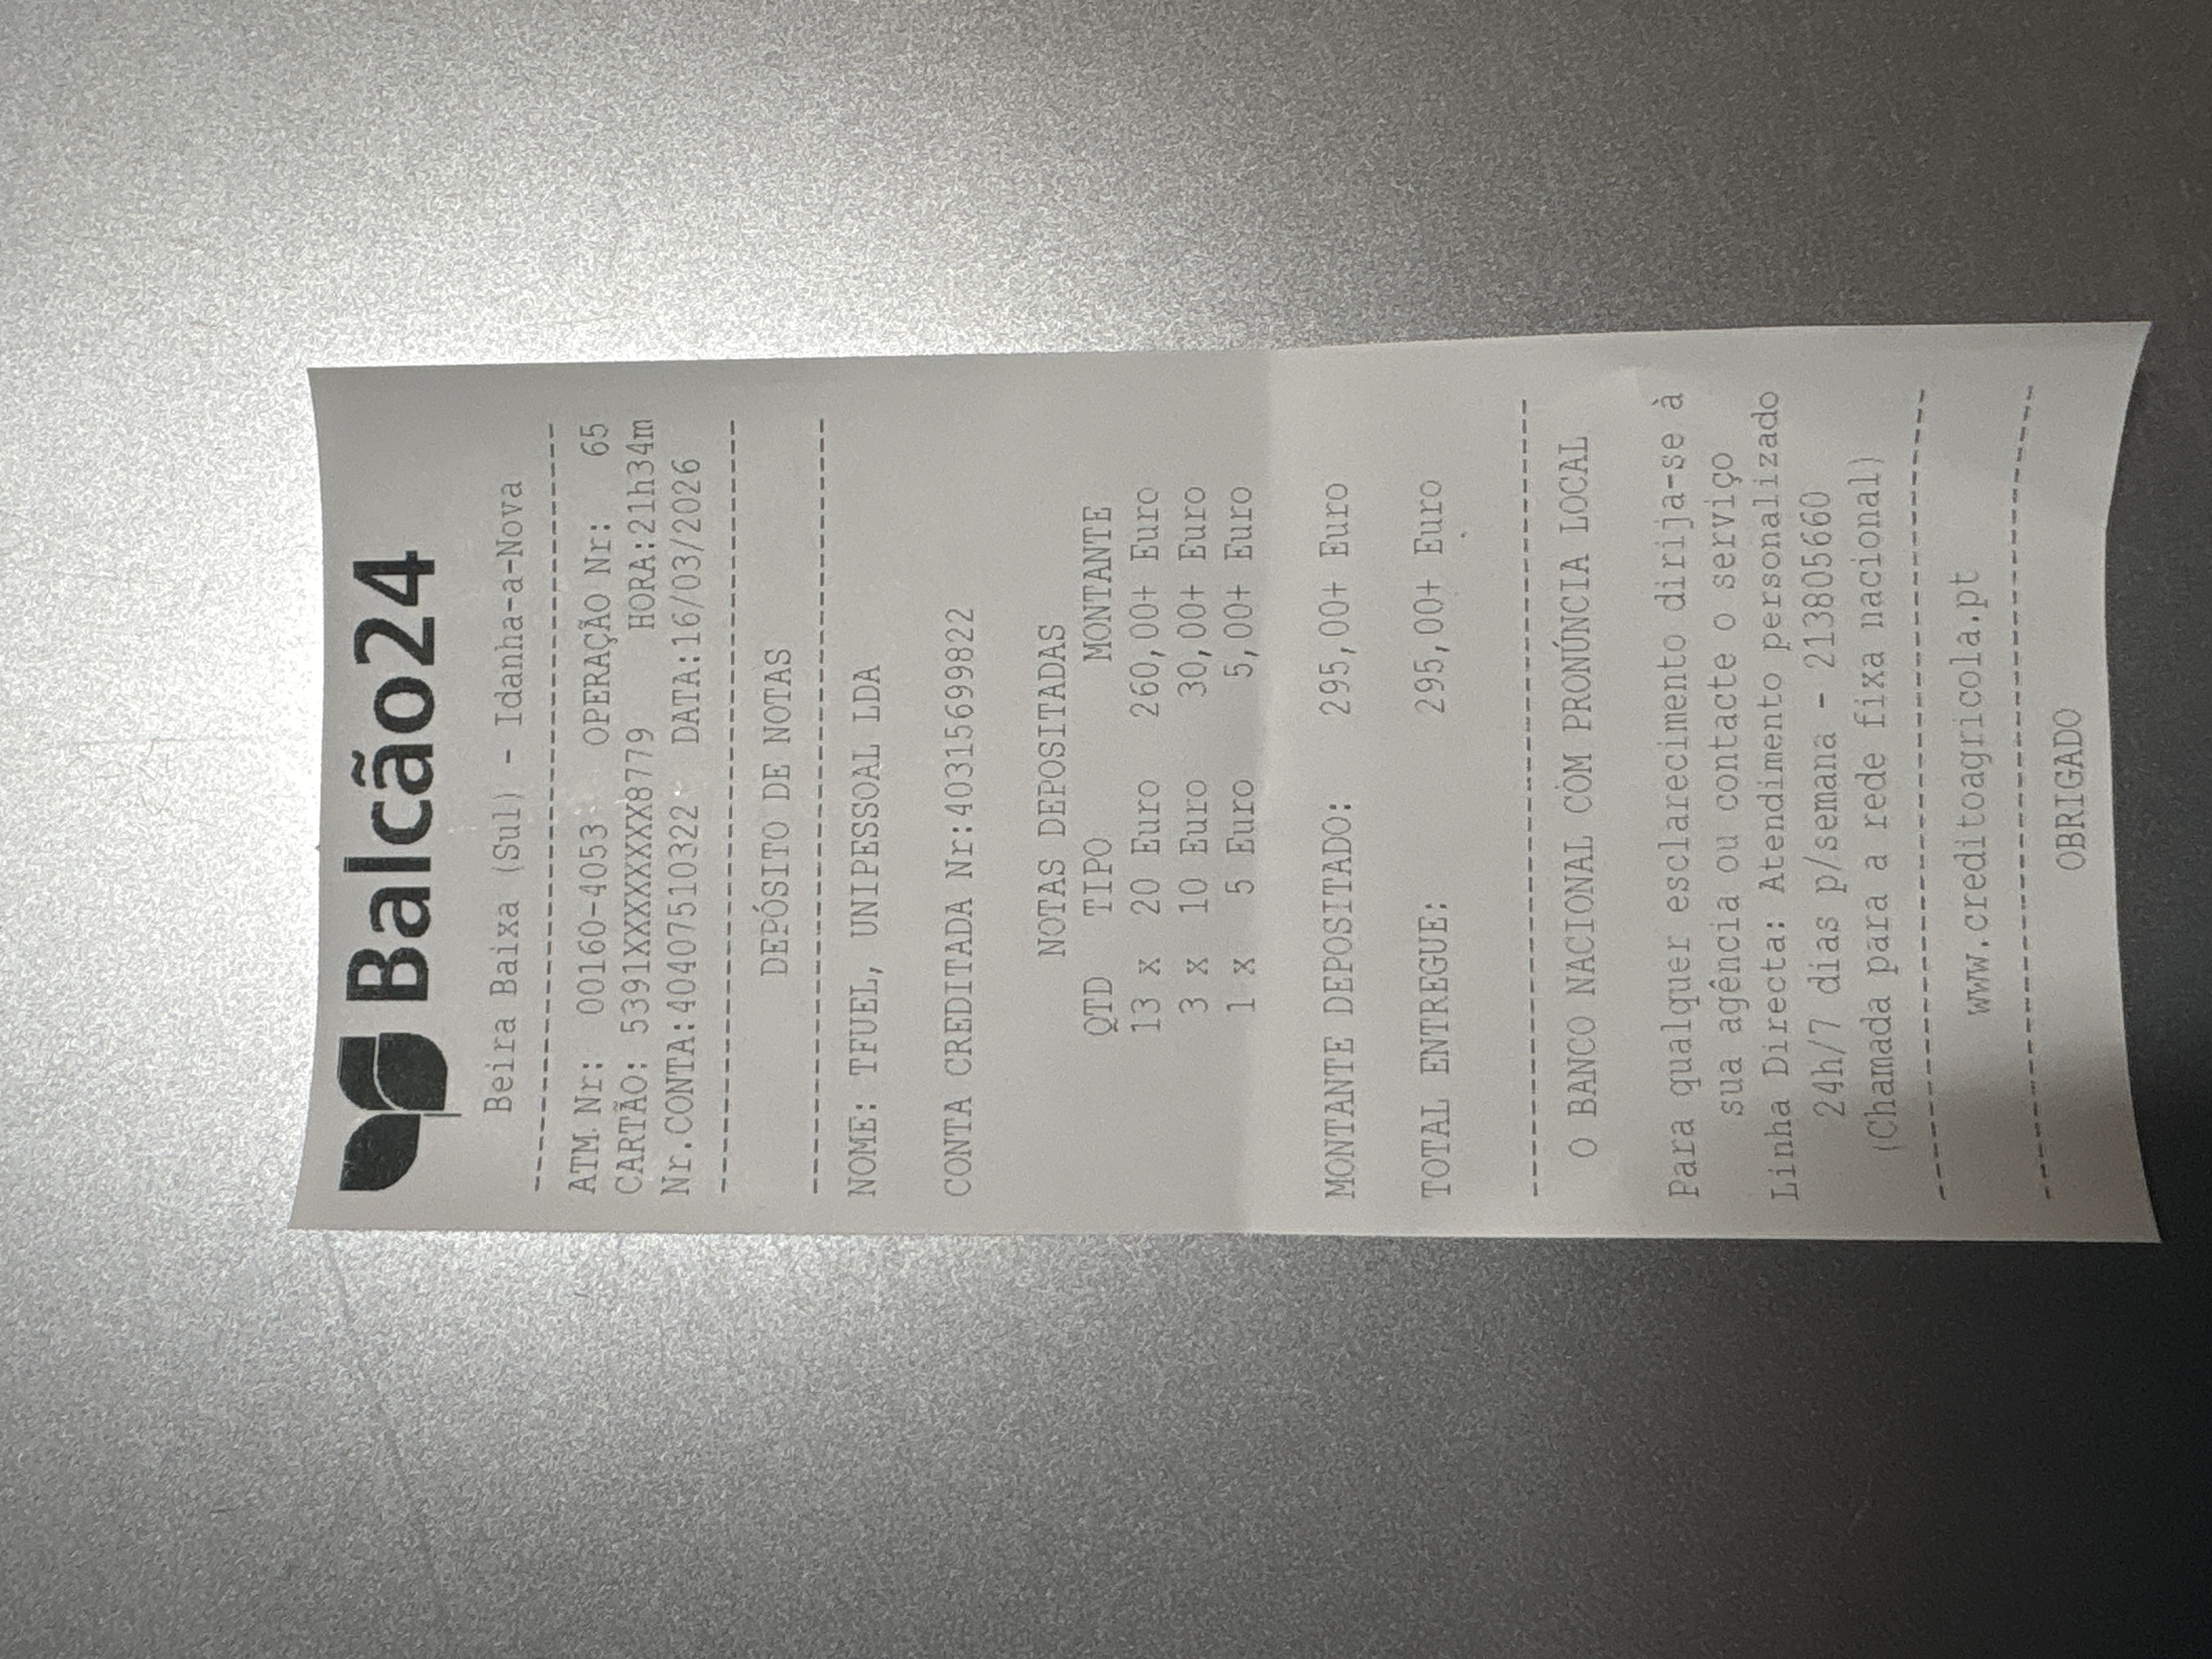 Balcão24
Beira Baixa (Sul) - Idanha-a-Nova
--------------------------------------------
ATM Nr: 00160-4053 OPERAÇÃO Nr: 65
CARTÃO: 5391XXXXXXXX8779 HORA:21h34m
Nr.CONTA:40407510322 DATA:16/03/2026
--------------------------------------------
DEPÓSITO DE NOTAS
--------------------------------------------
NOME: TFUEL, UNIPESSOAL LDA
CONTA CREDITADA Nr:40315699822
NOTAS DEPOSITADAS
QTD TIPO MONTANTE
13 x 20 Euro 260,00+ Euro
3 x 10 Euro 30,00+ Euro
1 x 5 Euro 5,00+ Euro
MONTANTE DEPOSITADO: 295,00+ Euro
TOTAL ENTREGUE: 295,00+ Euro
--------------------------------------------
O BANCO NACIONAL COM PRONÚNCIA LOCAL
Para qualquer esclarecimento dirija-se à
sua agência ou contacte o serviço
Linha Directa: Atendimento personalizado
24h/7 dias p/semana - 213805660
(Chamada para a rede fixa nacional)
--------------------------------------------
www.creditoagricola.pt
--------------------------------------------
OBRIGADO